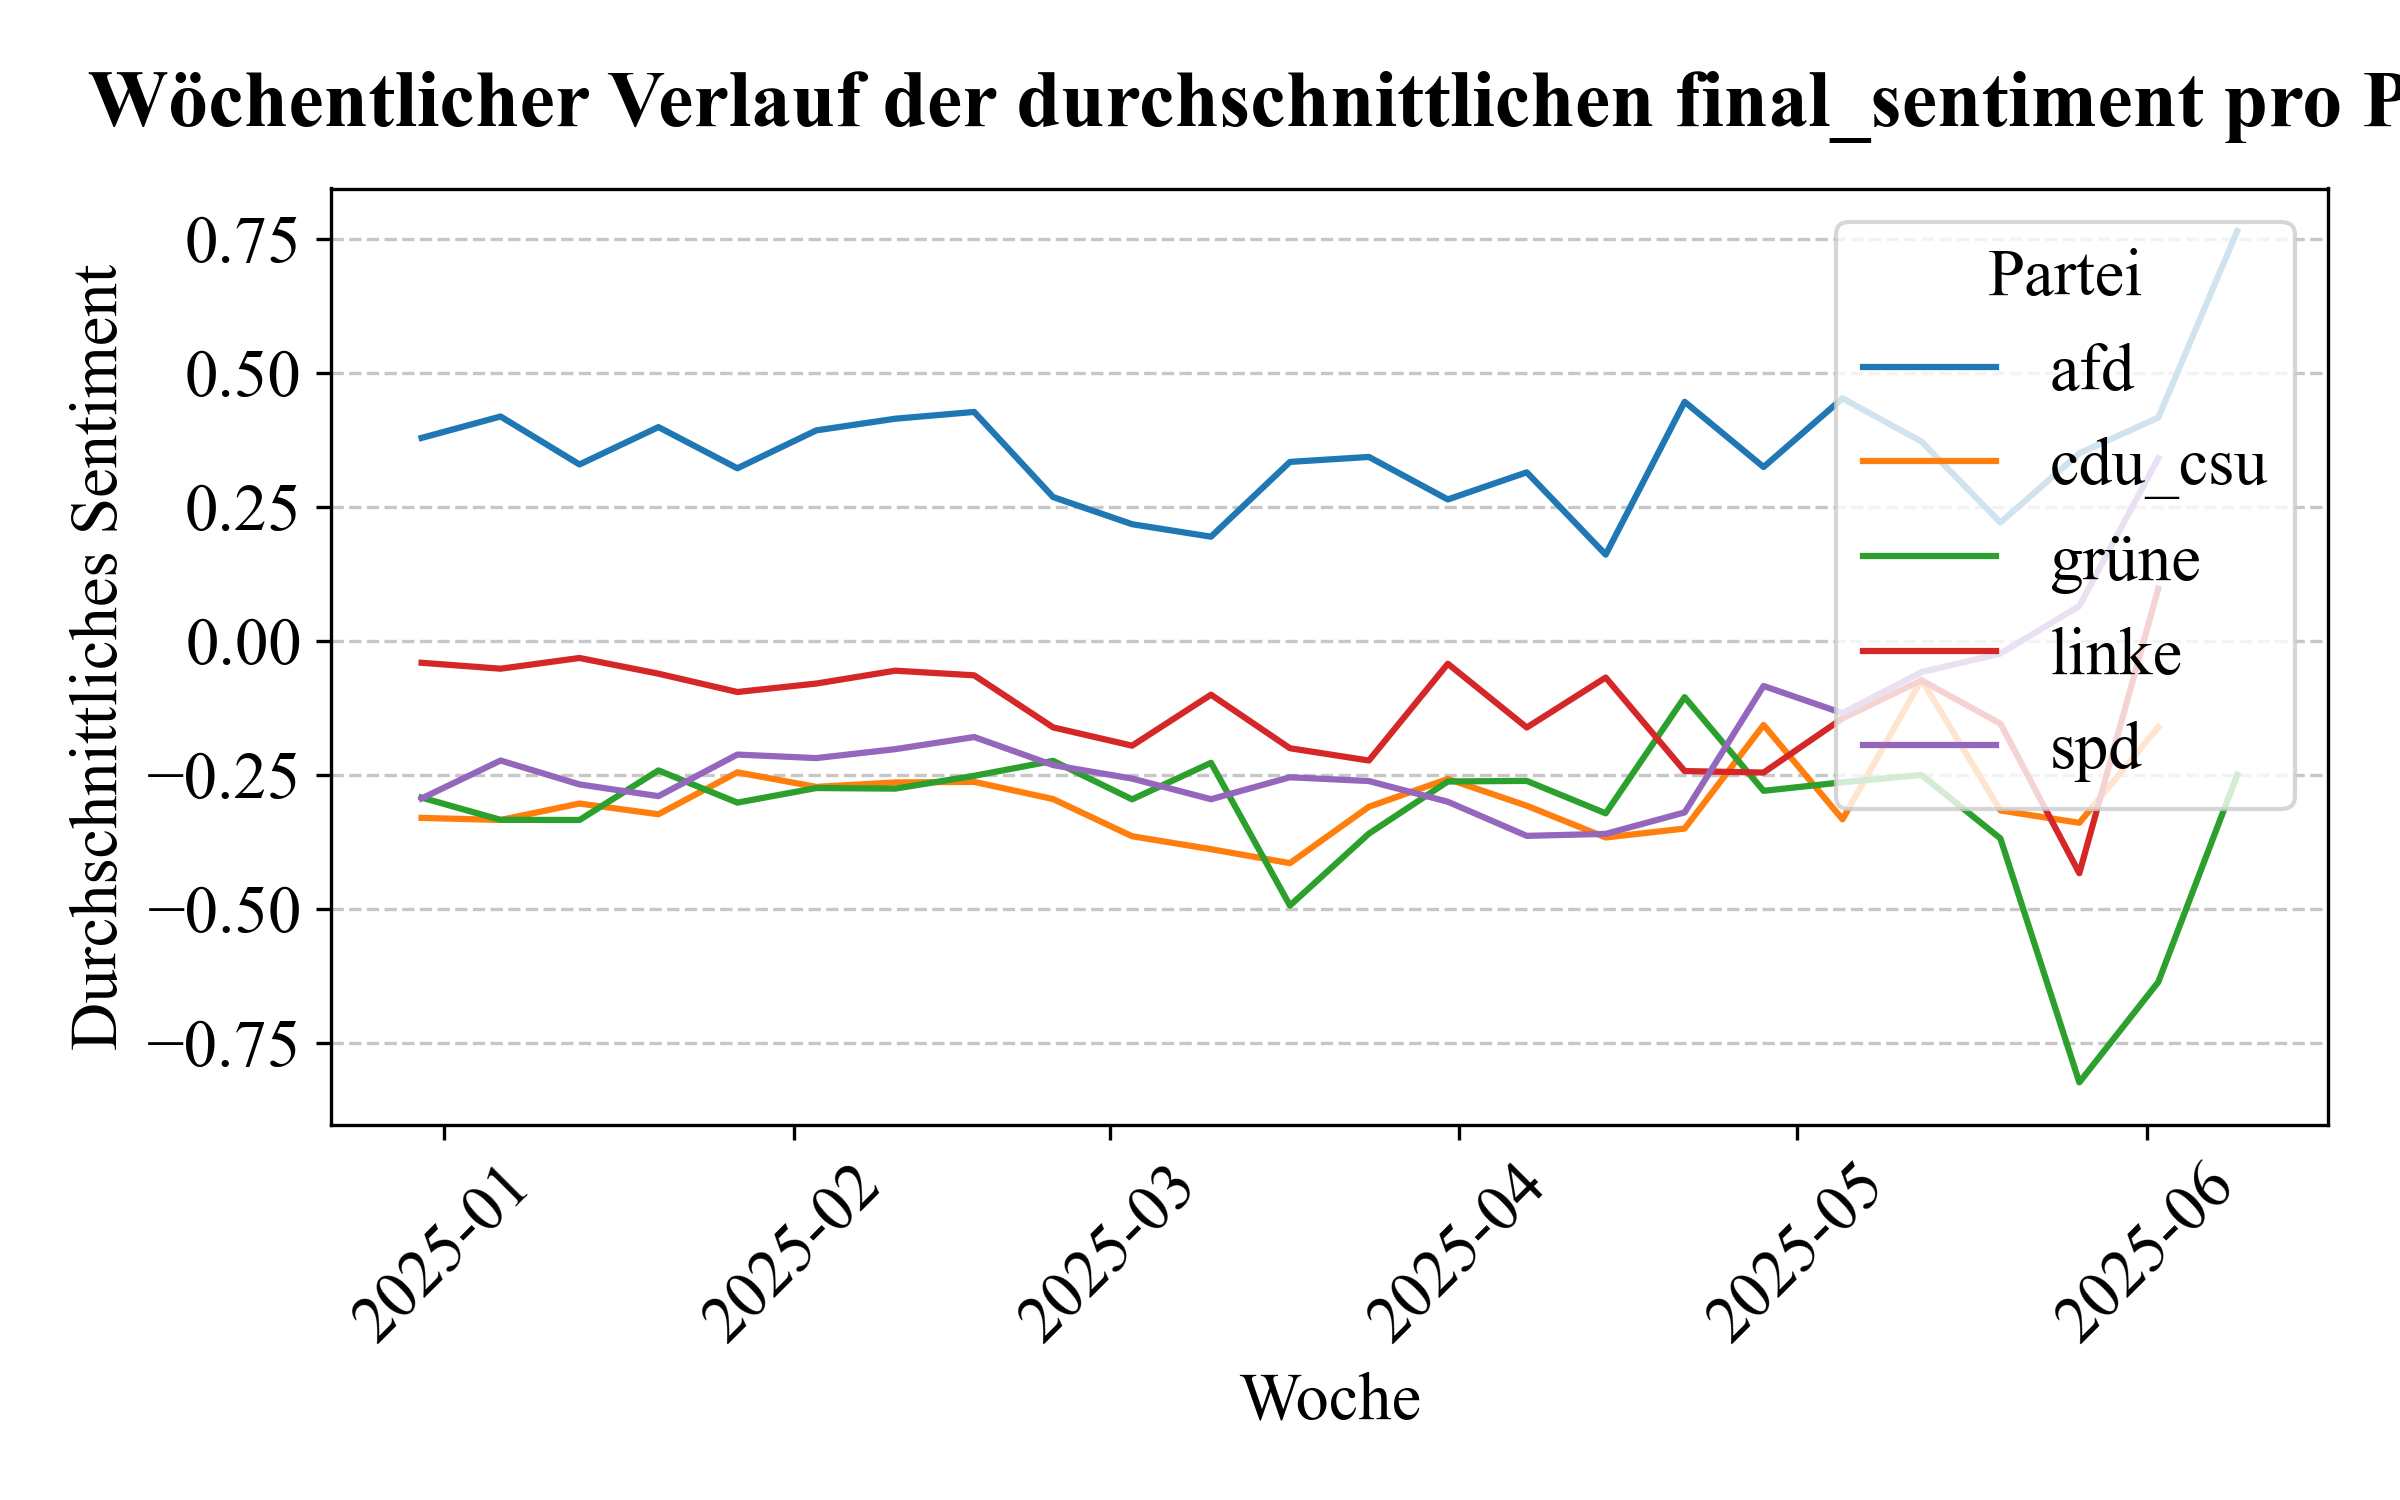 Wöchentlicher Verlauf der durchschnittlichen final_sentiment pro P
Durchschnittliches Sentiment
0.75
0.50
0.25
0.00
−0.25
−0.50
−0.75
Partei
afd
cdu_csu
grüne
linke
spd
2025-01
2025-02
2025-03
2025-04
2025-05
2025-06
Woche